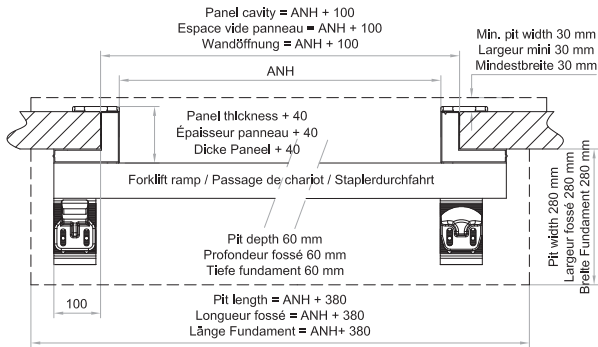 Panel cavity = ANH + 100
Espace vide panneau = ANH + 100
Wandöffnung = ANH + 100
Min. pit width 30 mm
Largeur mini 30 mm
Mindestbreite 30 mm
ANH
Panel thickness + 40
Épaisseur panneau + 40
Dicke Paneel + 40
Forklift ramp / Passage de chariot / Staplerdurchfahrt
Pit width 280 mm
Largeur fossé 280 mm
Breite Fundament 280 mm
Pit depth 60 mm
Profondeur fossé 60 mm
Tiefe fundament 60 mm
100
Pit length = ANH + 380
Longueur fossé = ANH + 380
Länge Fundament = ANH+ 380